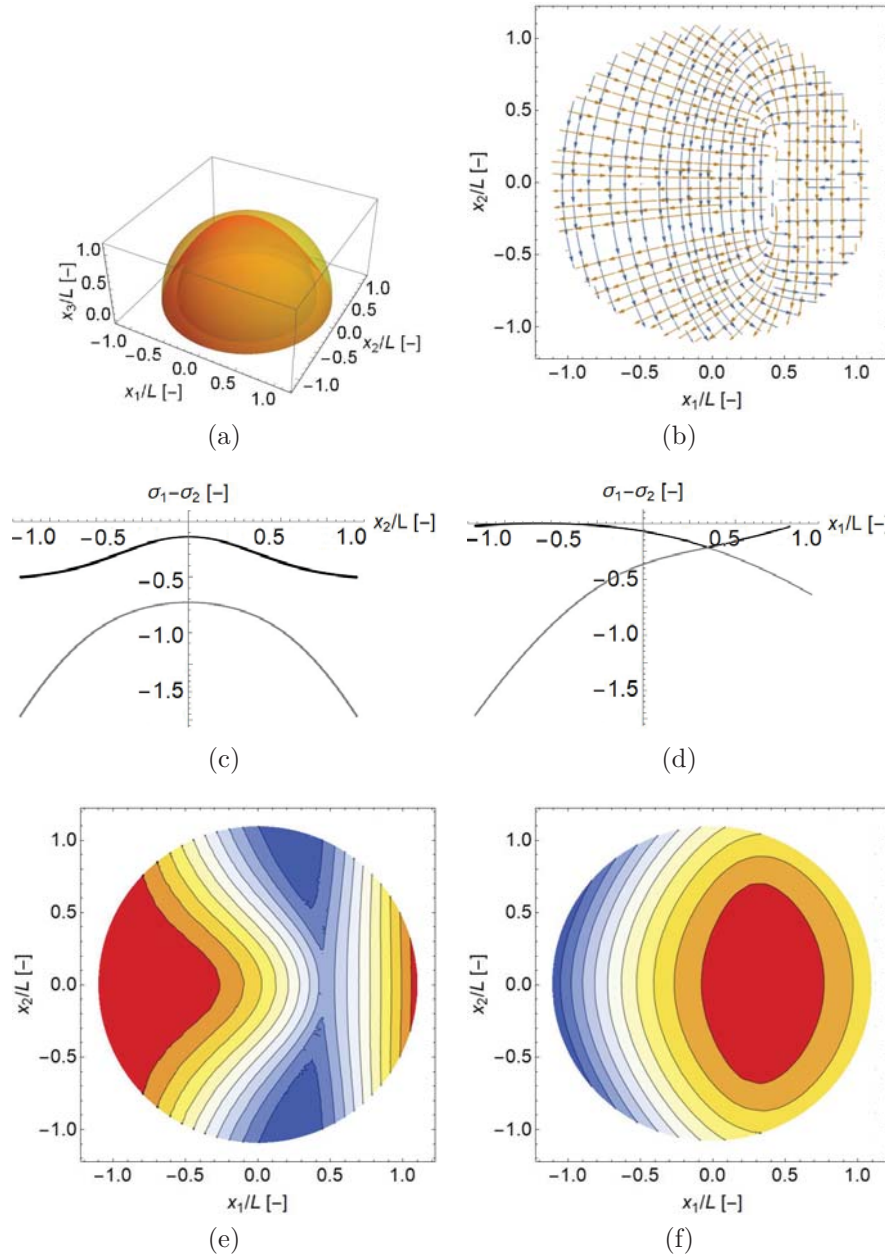 x₃/L [–]
1.0
0.5
0.0
−1.0
−0.5
0.0
0.5
1.0
x₁/L [–]
1.0
0.5
0.0
−0.5
−1.0
x₂/L [–]
(a)
x₂/L [–]
1.0
0.5
0.0
−0.5
−1.0
−1.0 −0.5 0.0 0.5 1.0
x₁/L [–]
(b)
σ₁−σ₂ [–]
x₂/L [–]
−1.0 −0.5 0.5 1.0
−0.5
−1.0
−1.5
(c)
σ₁−σ₂ [–]
x₁/L [–]
−1.0 −0.5 0.5 1.0
−0.5
−1.0
−1.5
(d)
x₂/L [–]
1.0
0.5
0.0
−0.5
−1.0
−1.0 −0.5 0.0 0.5 1.0
x₁/L [–]
(e)
x₂/L [–]
1.0
0.5
0.0
−0.5
−1.0
−1.0 −0.5 0.0 0.5 1.0
x₁/L [–]
(f)